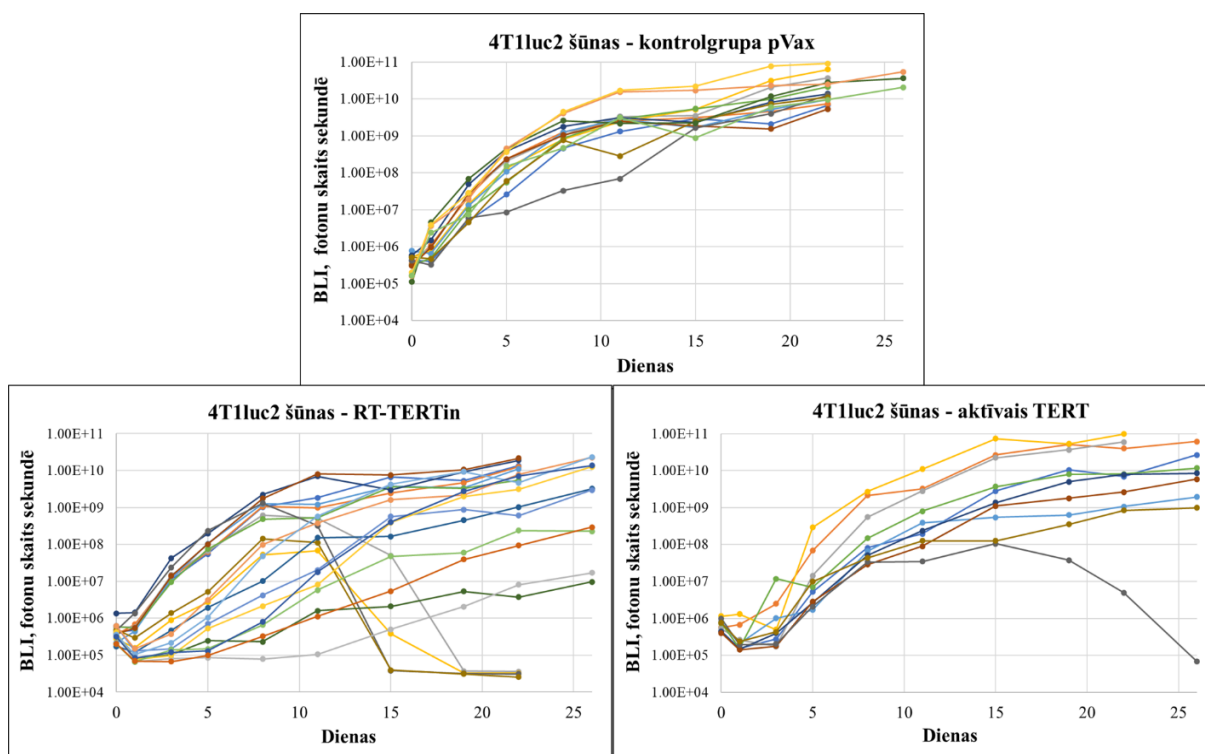 4T1luc2 šūnas - kontrolgrupa pVax
BLI, fotonu skaits sekundē
1.00E+11
1.00E+10
1.00E+09
1.00E+08
1.00E+07
1.00E+06
1.00E+05
1.00E+04
0 5 10 15 20 25
Dienas
4T1luc2 šūnas - RT-TERTin
BLI, fotonu skaits sekundē
1.00E+11
1.00E+10
1.00E+09
1.00E+08
1.00E+07
1.00E+06
1.00E+05
1.00E+04
0 5 10 15 20 25
Dienas
4T1luc2 šūnas - aktīvais TERT
BLI, fotonu skaits sekundē
1.00E+11
1.00E+10
1.00E+09
1.00E+08
1.00E+07
1.00E+06
1.00E+05
1.00E+04
0 5 10 15 20 25
Dienas